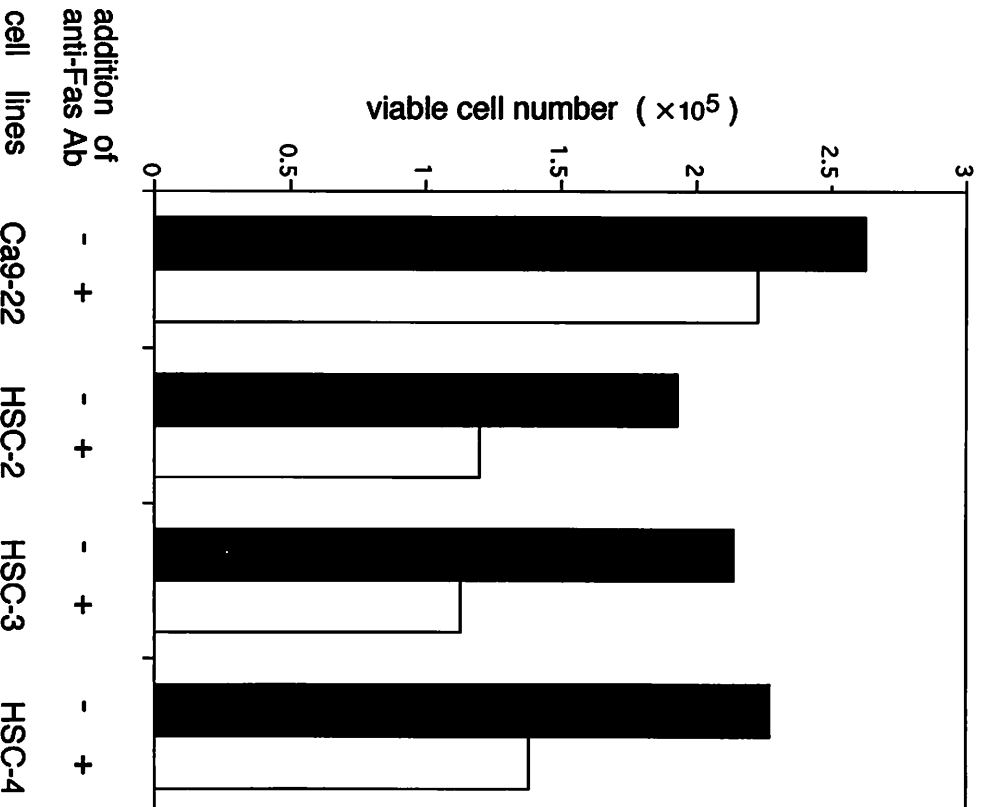 viable cell number ( ×10⁵ )
3
2.5
2
1.5
1
0.5
0
addition of
anti-Fas Ab
- + - + - + - +
cell lines Ca9-22 HSC-2 HSC-3 HSC-4